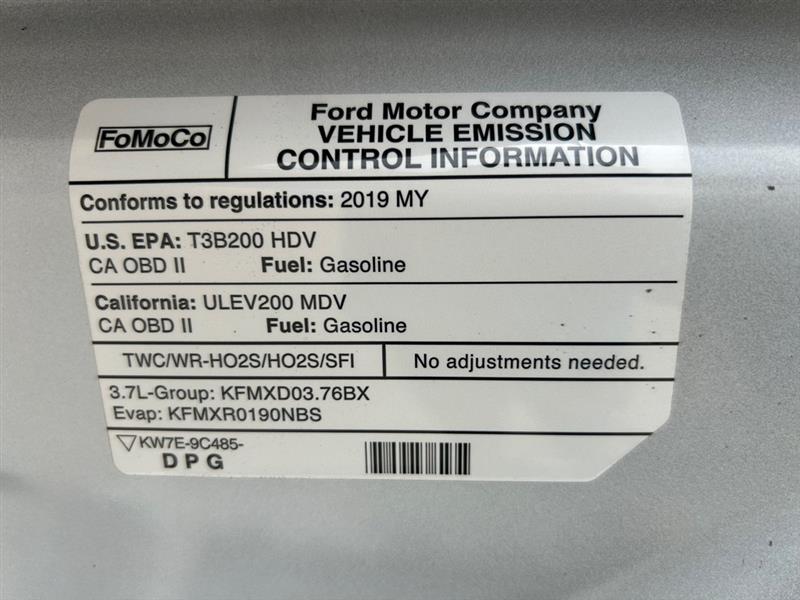 FoMoCo
Ford Motor Company
VEHICLE EMISSION
CONTROL INFORMATION
Conforms to regulations: 2019 MY
U.S. EPA: T3B200 HDV
CA OBD II Fuel: Gasoline
California: ULEV200 MDV
CA OBD II Fuel: Gasoline
TWC/WR-HO2S/HO2S/SFI No adjustments needed.
3.7L-Group: KFMXD03.76BX
Evap: KFMXR0190NBS
KW7E-9C485-
D P G